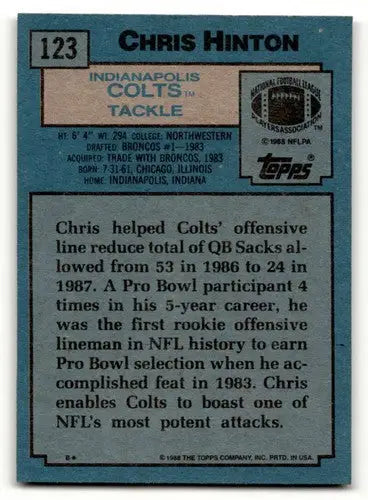 123
CHRIS HINTON
INDIANAPOLIS
COLTS™
TACKLE
NATIONAL FOOTBALL LEAGUE
PLAYERS ASSOCIATION
© 1988 NFLPA
Topps
HT: 6' 4" WT: 294 COLLEGE: NORTHWESTERN
DRAFTED: BRONCOS #1—1983
ACQUIRED: TRADE WITH BRONCOS, 1983
BORN: 7-31-61, CHICAGO, ILLINOIS
HOME: INDIANAPOLIS, INDIANA
Chris helped Colts' offensive
line reduce total of QB Sacks al-
lowed from 53 in 1986 to 24 in
1987. A Pro Bowl participant 4
times in his 5-year career, he
was the first rookie offensive
lineman in NFL history to earn
Pro Bowl selection when he ac-
complished feat in 1983. Chris
enables Colts to boast one of
NFL's most potent attacks.
B* © 1988 THE TOPPS COMPANY, INC. PRTD. IN USA.